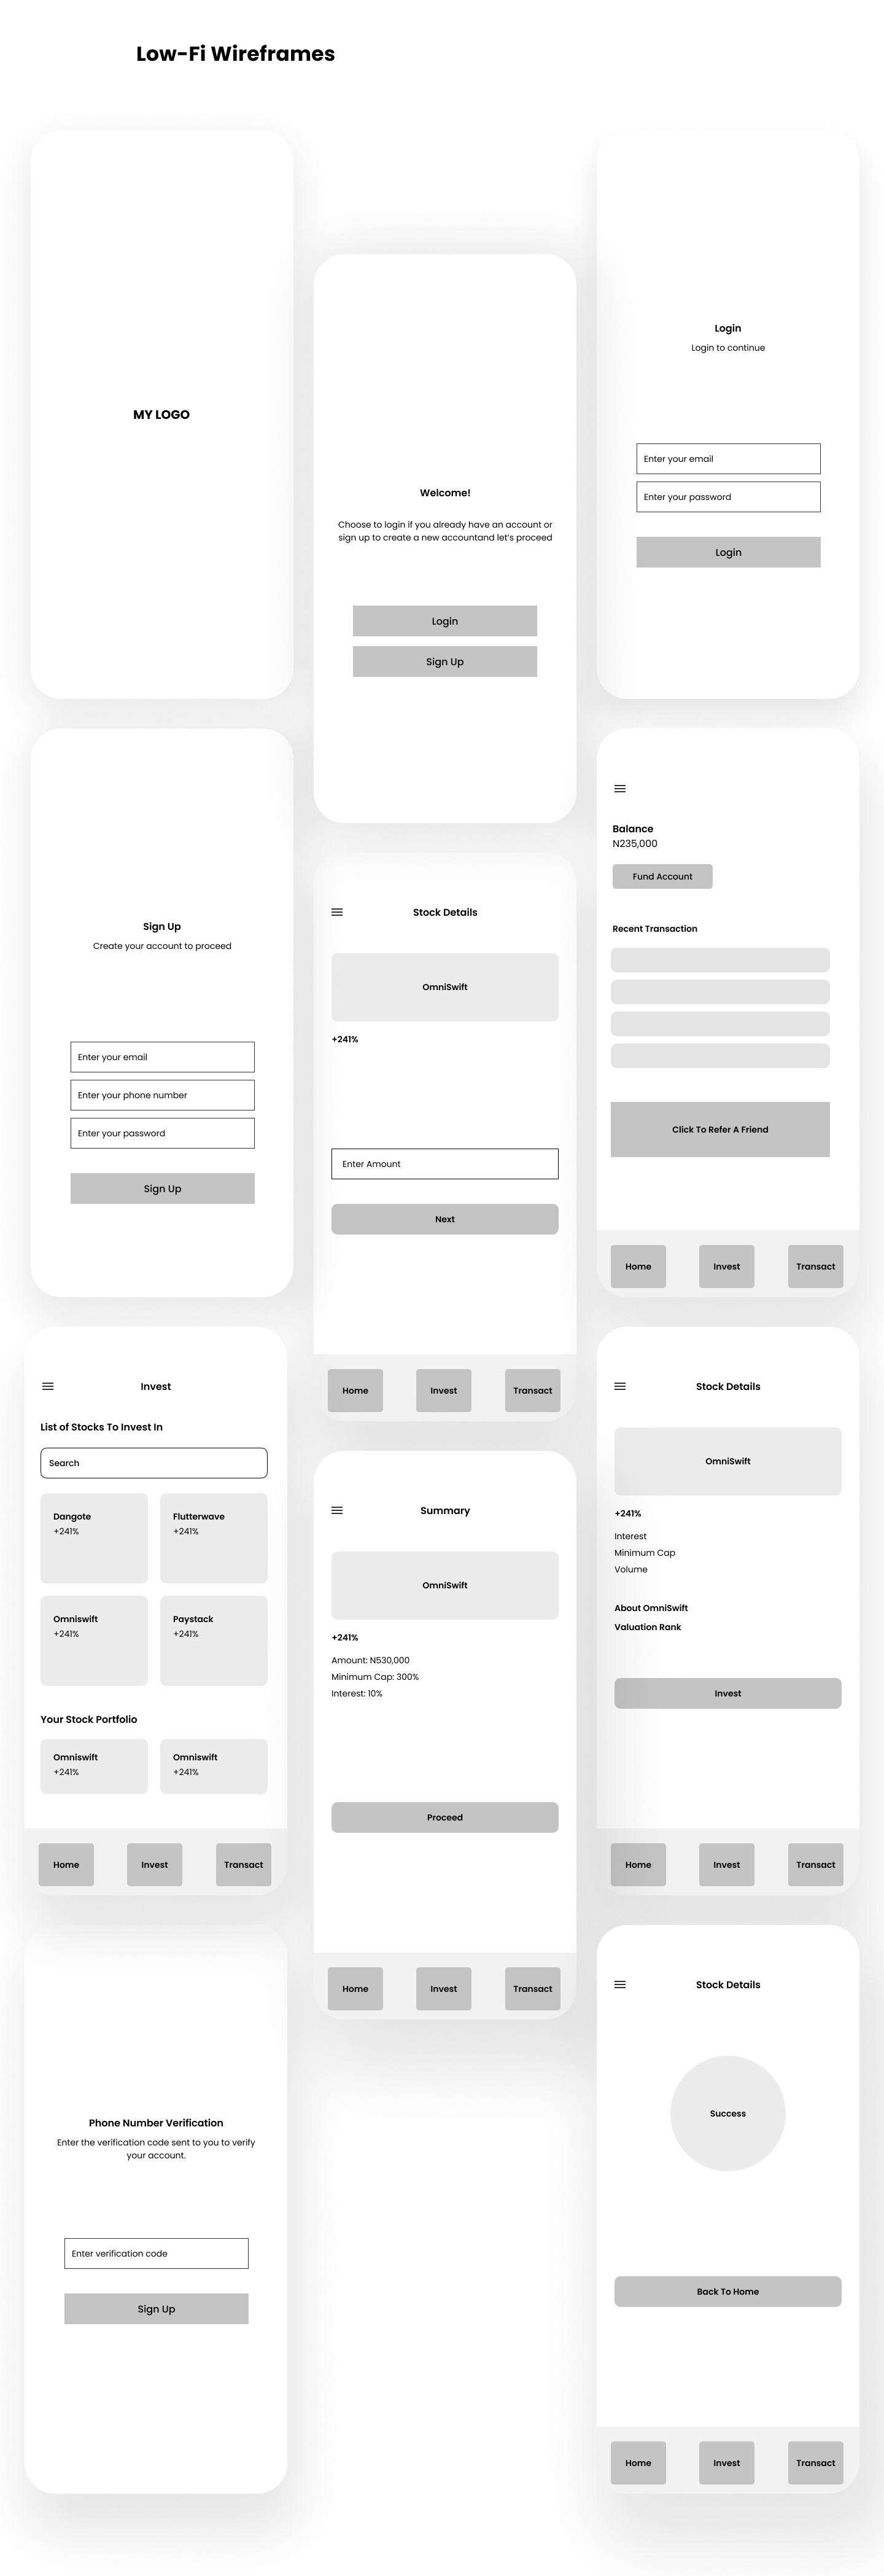 Low-Fi Wireframes
MY LOGO
Welcome!
Choose to login if you already have an account or
sign up to create a new accountand let's proceed
Login
Sign Up
Login
Login to continue
Enter your email
Enter your password
Login
Sign Up
Create your account to proceed
Enter your email
Enter your phone number
Enter your password
Sign Up
Stock Details
OmniSwift
+241%
Enter Amount
Next
Home
Invest
Transact
Balance
N235,000
Fund Account
Recent Transaction
Click To Refer A Friend
Home
Invest
Transact
Invest
List of Stocks To Invest In
Search
Dangote
+241%
Flutterwave
+241%
Omniswift
+241%
Paystack
+241%
Your Stock Portfolio
Omniswift
+241%
Omniswift
+241%
Home
Invest
Transact
Summary
OmniSwift
+241%
Amount: N530,000
Minimum Cap: 300%
Interest: 10%
Proceed
Home
Invest
Transact
Stock Details
OmniSwift
+241%
Interest
Minimum Cap
Volume
About OmniSwift
Valuation Rank
Invest
Home
Invest
Transact
Phone Number Verification
Enter the verification code sent to you to verify
your account.
Enter verification code
Sign Up
Stock Details
Success
Back To Home
Home
Invest
Transact